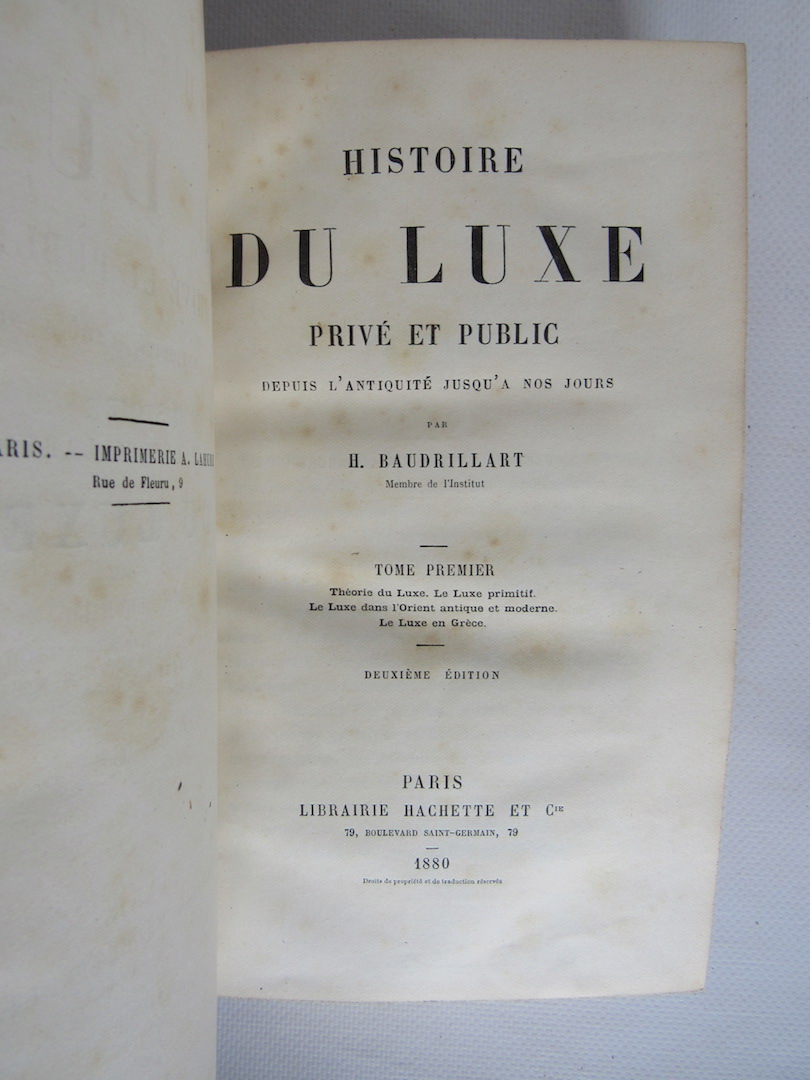 HISTOIRE
DU LUXE
PRIVÉ ET PUBLIC
DEPUIS L'ANTIQUITÉ JUSQU'A NOS JOURS
PAR
H. BAUDRILLART
Membre de l'Institut
TOME PREMIER
Théorie du Luxe. Le Luxe primitif.
Le Luxe dans l'Orient antique et moderne.
Le Luxe en Grèce.
DEUXIÈME ÉDITION
PARIS
LIBRAIRIE HACHETTE ET Cie
79, BOULEVARD SAINT-GERMAIN, 79
1880
Droits de propriété et de traduction réservés
ARIS. -- IMPRIMERIE A.
Rue de Fleuru, 9